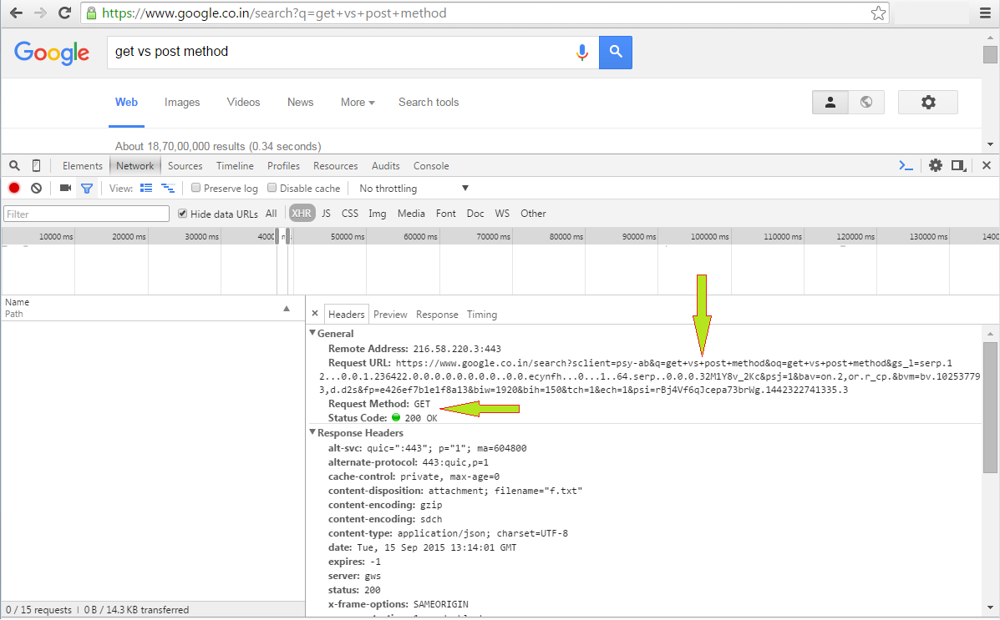 https://www.google.co.in/search?q=get+vs+post+method
Google
get vs post method
Web Images Videos News More Search tools
About 18,70,00,000 results (0.34 seconds)
Elements Network Sources Timeline Profiles Resources Audits Console
View: Preserve log Disable cache No throttling
Filter Hide data URLs All XHR JS CSS Img Media Font Doc WS Other
10000 ms 20000 ms 30000 ms 4000 50000 ms 60000 ms 70000 ms 80000 ms 90000 ms 100000 ms 110000 ms 120000 ms 130000 ms 1400
Name
Path
Headers Preview Response Timing
General
Remote Address: 216.58.220.3:443
Request URL: https://www.google.co.in/search?sclient=psy-ab&q=get+vs+post+method&oq=get+vs+post+method&gs_l=serp.12...0.0.1.236422.0.0.0.0.0.0.0.0..0.0.ecynfh...0...1..64.serp..0.0.0.32M1Y8v_2Kc&psj=1&bav=on.2,or.r_cp.&bvm=bv.102537793,d.d2s&fp=e426ef7b1e1f8a13&biw=1920&bih=150&tch=1&ech=1&psi=rBj4Vf6qJcepa73brWg.1442322741335.3
Request Method: GET
Status Code: 200 OK
Response Headers
alt-svc: quic=":443"; p="1"; ma=604800
alternate-protocol: 443:quic,p=1
cache-control: private, max-age=0
content-disposition: attachment; filename="f.txt"
content-encoding: gzip
content-encoding: sdch
content-type: application/json; charset=UTF-8
date: Tue, 15 Sep 2015 13:14:01 GMT
expires: -1
server: gws
status: 200
x-frame-options: SAMEORIGIN
0 / 15 requests | 0 B / 14.3 KB transferred